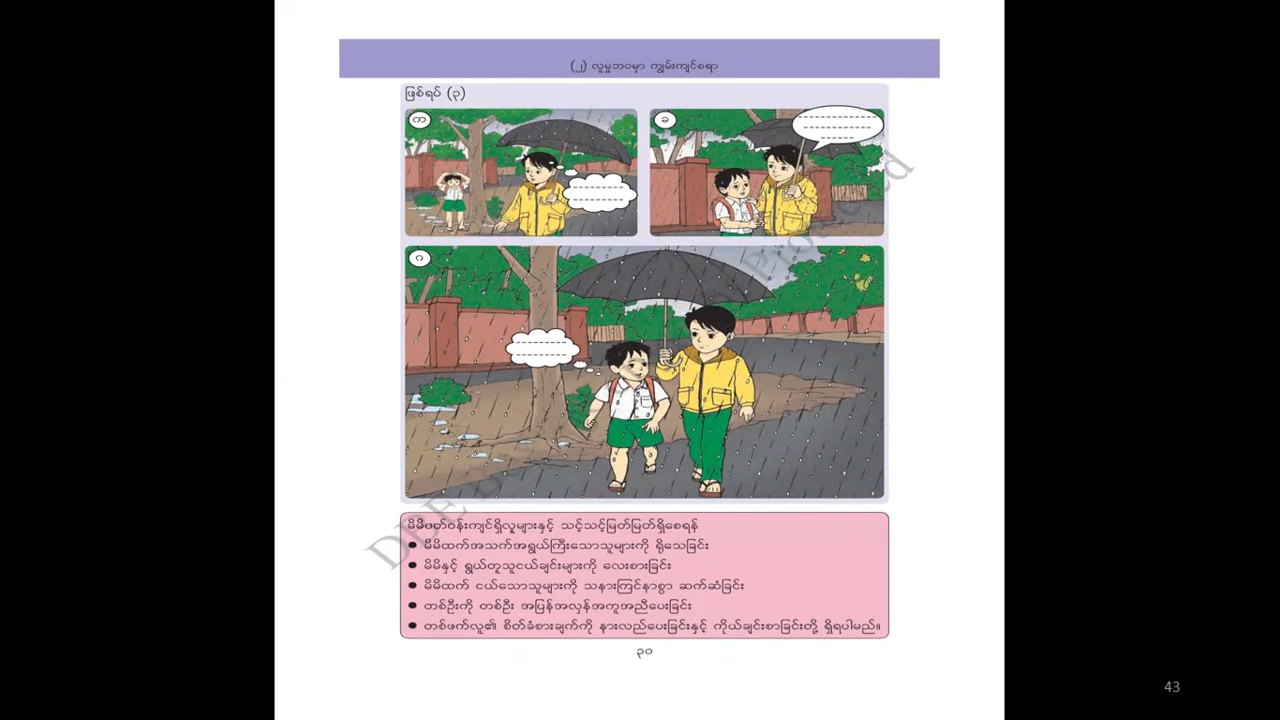 (၂) လူမှုဘဝမှာ ကျွမ်းကျင်စရာ
ဖြစ်ရပ် (၃)
က
ခ
ဂ
မိမိပတ်ဝန်းကျင်ရှိလူများနှင့် သင့်သင့်မြတ်မြတ်ရှိစေရန်
● မိမိထက်အသက်အရွယ်ကြီးသောသူများကို ရိုသေခြင်း
● မိမိနှင့် ရွယ်တူသူငယ်ချင်းများကို လေးစားခြင်း
● မိမိထက် ငယ်သောသူများကို သနားကြင်နာစွာ ဆက်ဆံခြင်း
● တစ်ဦးကို တစ်ဦး အပြန်အလှန်အကူအညီပေးခြင်း
● တစ်ဖက်လူ၏ စိတ်ခံစားချက်ကို နားလည်ပေးခြင်းနှင့် ကိုယ်ချင်းစာခြင်းတို့ ရှိရပါမည်။
၃၀
43